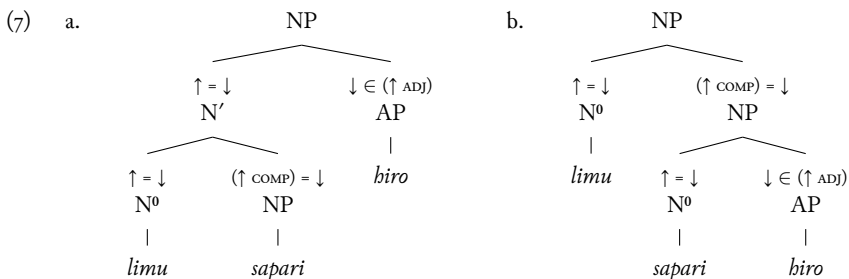 (7) a. NP b. NP
↑ = ↓ ↓ ∈ (↑ ADJ) ↑ = ↓ (↑ COMP) = ↓
N′ AP N⁰ NP
↑ = ↓ (↑ COMP) = ↓ hiro limu ↑ = ↓ ↓ ∈ (↑ ADJ)
N⁰ NP N⁰ AP
limu sapari sapari hiro